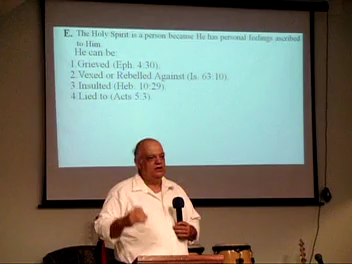 E. The Holy Spirit is a person because He has personal feelings ascribed
to Him.
He can be:
1.Grieved (Eph. 4:30).
2.Vexed or Rebelled Against (Is. 63:10).
3.Insulted (Heb. 10:29).
4.Lied to (Acts 5:3).